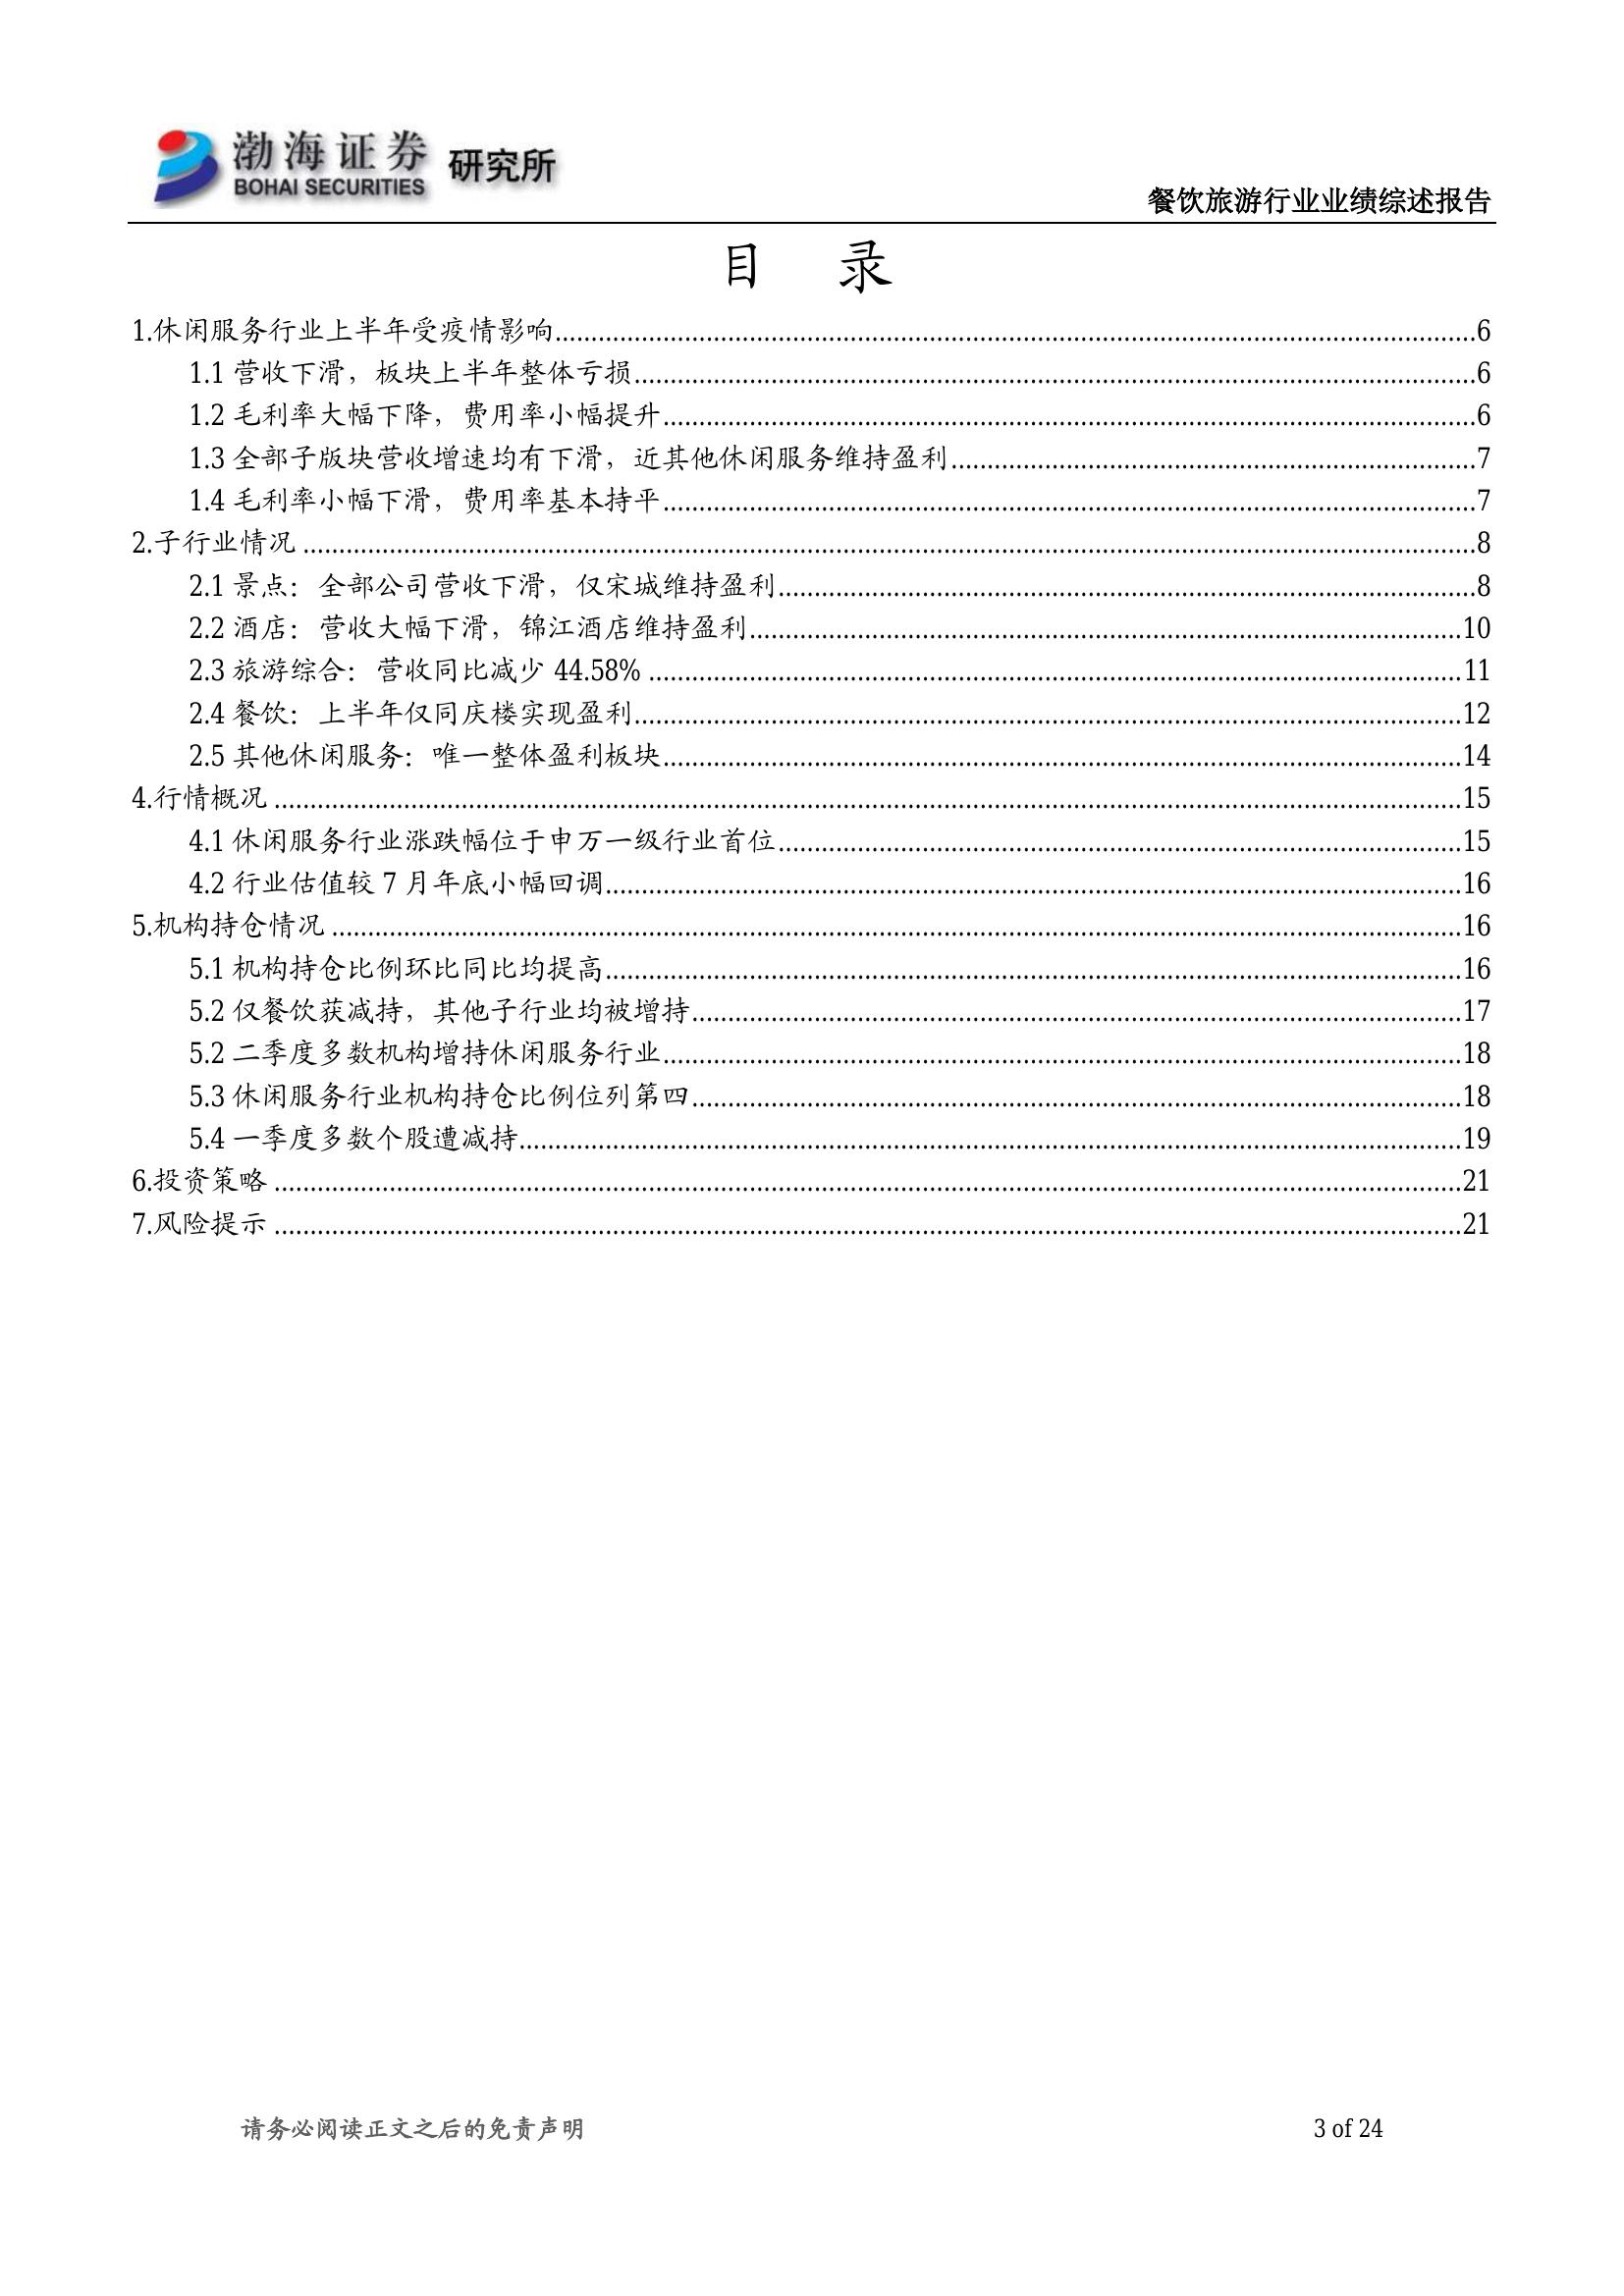 渤海证券 研究所
BOHAI SECURITIES
餐饮旅游行业业绩综述报告
目 录
1.休闲服务行业上半年受疫情影响........................................6
1.1 营收下滑，板块上半年整体亏损........................................6
1.2 毛利率大幅下降，费用率小幅提升........................................6
1.3 全部子版块营收增速均有下滑，近其他休闲服务维持盈利........................................7
1.4 毛利率小幅下滑，费用率基本持平........................................7
2.子行业情况 ........................................8
2.1 景点：全部公司营收下滑，仅宋城维持盈利........................................8
2.2 酒店：营收大幅下滑，锦江酒店维持盈利........................................10
2.3 旅游综合：营收同比减少 44.58% ........................................11
2.4 餐饮：上半年仅同庆楼实现盈利........................................12
2.5 其他休闲服务：唯一整体盈利板块........................................14
4.行情概况 ........................................15
4.1 休闲服务行业涨跌幅位于申万一级行业首位........................................15
4.2 行业估值较 7 月年底小幅回调........................................16
5.机构持仓情况 ........................................16
5.1 机构持仓比例环比同比均提高........................................16
5.2 仅餐饮获减持，其他子行业均被增持........................................17
5.2 二季度多数机构增持休闲服务行业........................................18
5.3 休闲服务行业机构持仓比例位列第四........................................18
5.4 一季度多数个股遭减持........................................19
6.投资策略 ........................................21
7.风险提示 ........................................21
请务必阅读正文之后的免责声明
3 of 24